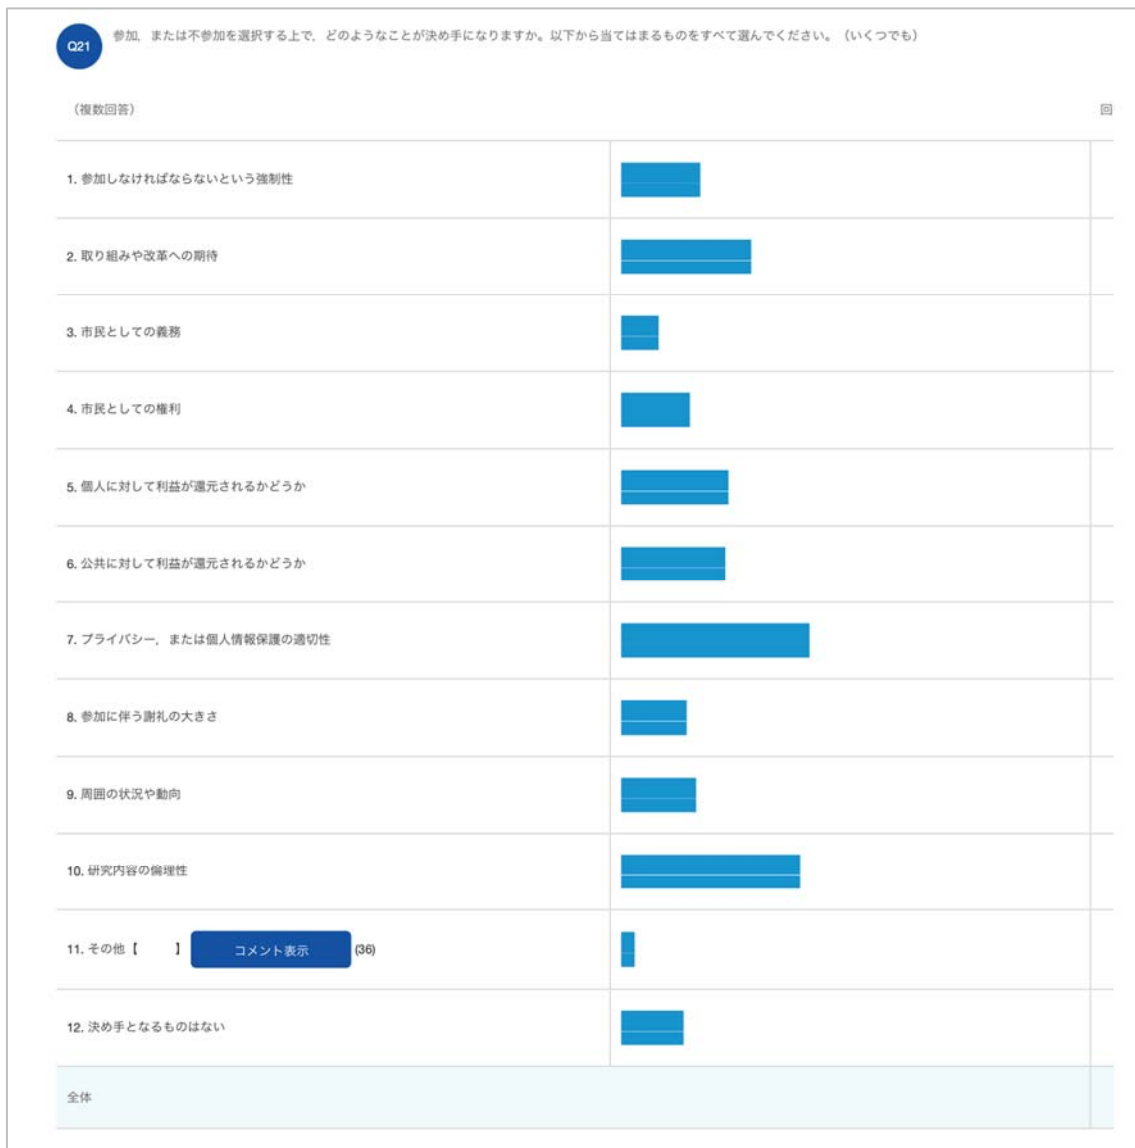 Q21
参加，または不参加を選択する上で，どのようなことが決め手になりますか。以下から当てはまるものをすべて選んでください。（いくつでも）
（複数回答）
回
1. 参加しなければならないという強制性
2. 取り組みや改革への期待
3. 市民としての義務
4. 市民としての権利
5. 個人に対して利益が還元されるかどうか
6. 公共に対して利益が還元されるかどうか
7. プライバシー，または個人情報保護の適切性
8. 参加に伴う謝礼の大きさ
9. 周囲の状況や動向
10. 研究内容の倫理性
11. その他【　　　】 コメント表示 (36)
12. 決め手となるものはない
全体